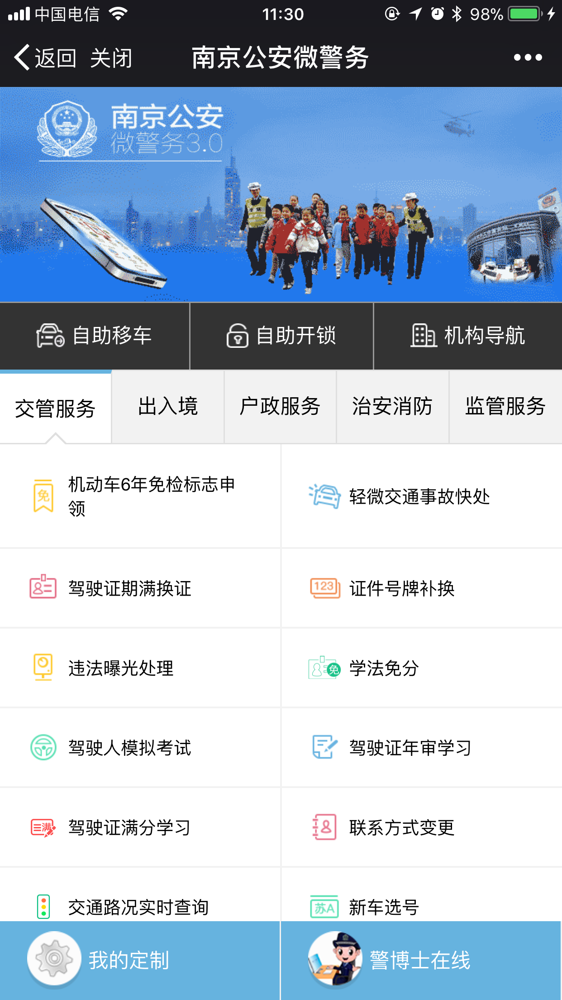 中国电信 11:30 98%
返回 关闭 南京公安微警务
南京公安
微警务3.0
自助移车 自助开锁 机构导航
交管服务 出入境 户政服务 治安消防 监管服务
免 机动车6年免检标志申
领
轻微交通事故快处
驾驶证期满换证 123 证件号牌补换
违法曝光处理 免 学法免分
驾驶人模拟考试 驾驶证年审学习
满 驾驶证满分学习 联系方式变更
交通路况实时查询 苏A 新车选号
我的定制 警博士在线